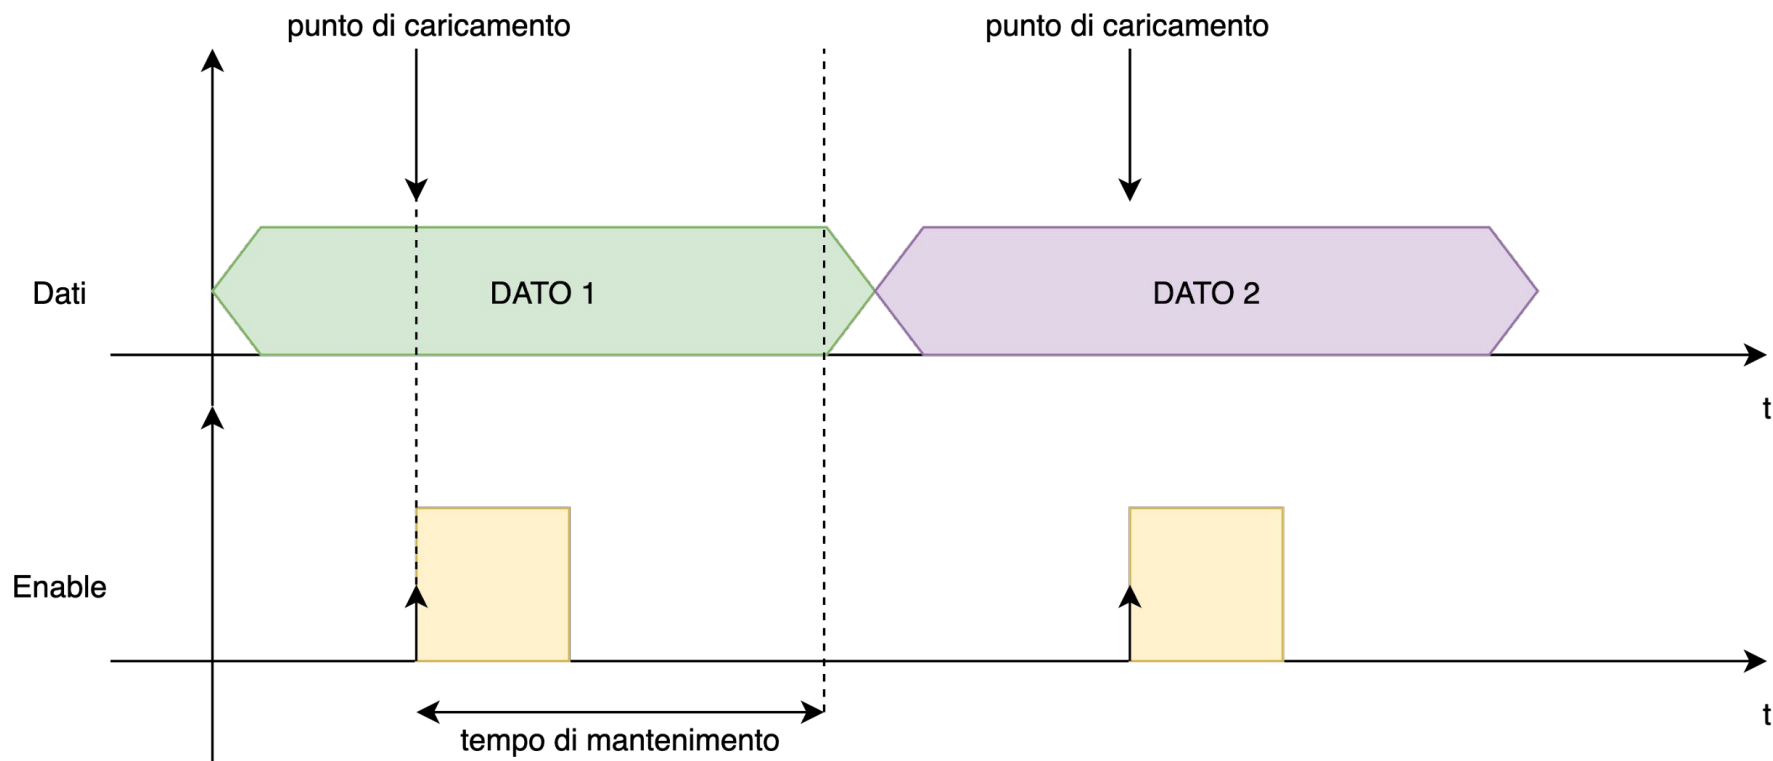 punto di caricamento
punto di caricamento
Dati
DATO 1
DATO 2
t
Enable
t
tempo di mantenimento